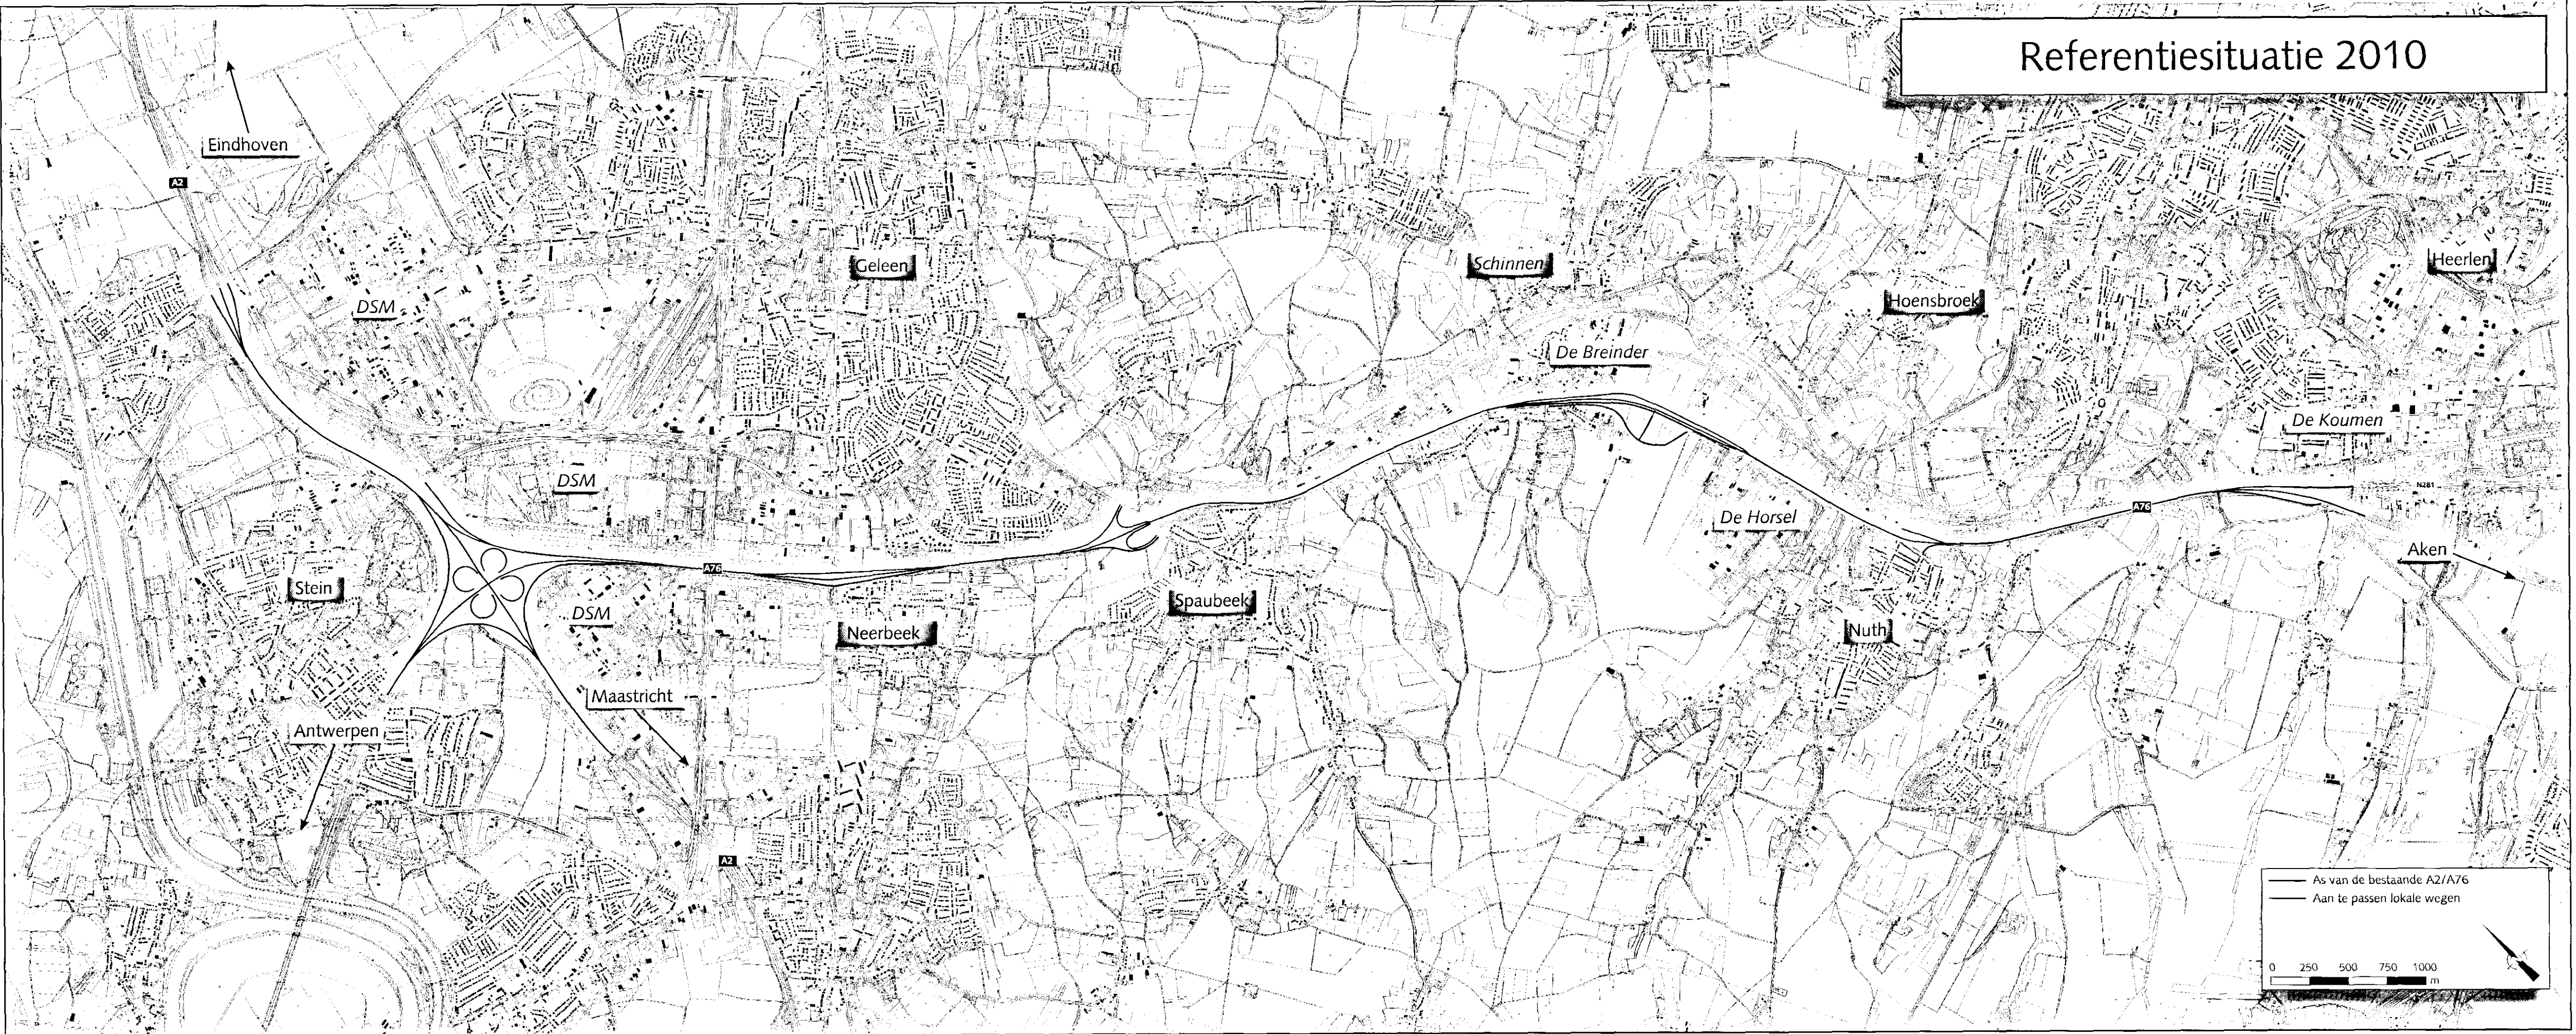 Referentiesituatie 2010
Eindhoven
A2
Geleen
Schinnen
Heerlen
Hoensbroek
DSM
De Breinder
De Koumen
DSM
N281
A76
De Horsel
Aken
A76
Stein
DSM
Spaubeek
Neerbeek
Nuth
Maastricht
Antwerpen
A2
As van de bestaande A2/A76
Aan te passen lokale wegen
0 250 500 750 1000
m